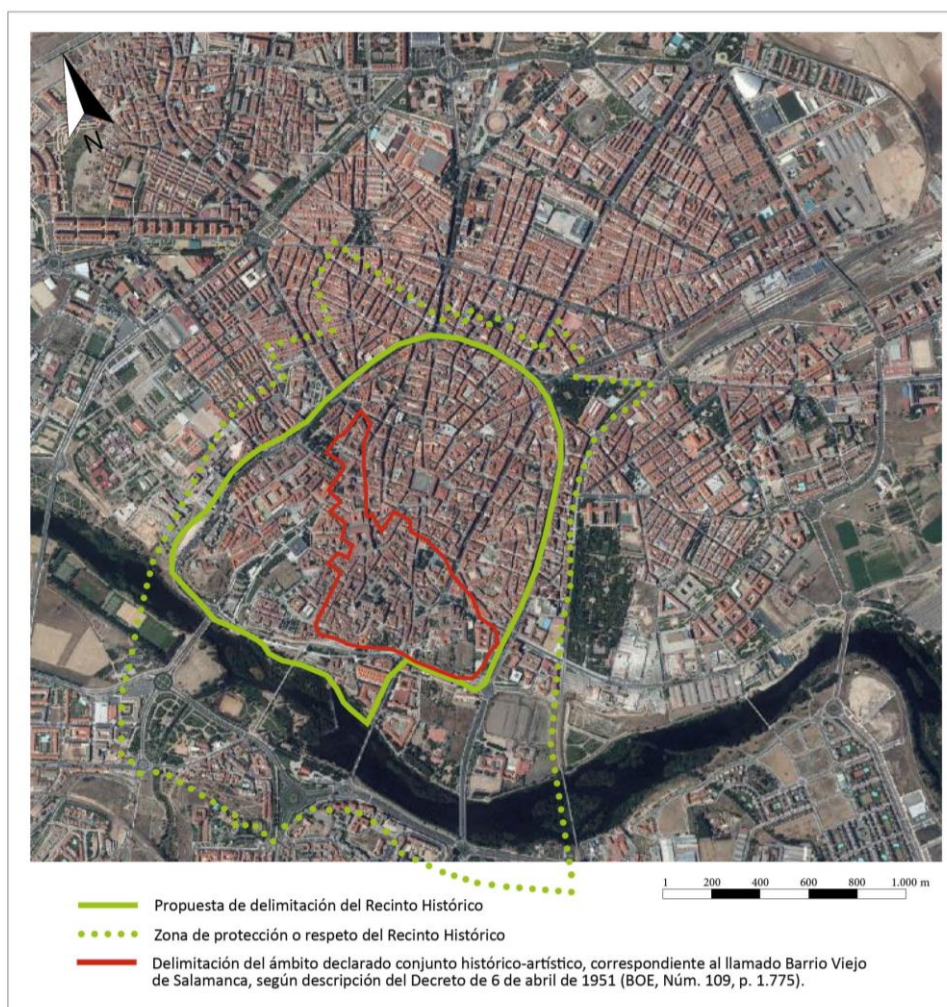 N
1 200 400 600 800 1.000 m
Propuesta de delimitación del Recinto Histórico
Zona de protección o respeto del Recinto Histórico
Delimitación del ámbito declarado conjunto histórico-artístico, correspondiente al llamado Barrio Viejo
de Salamanca, según descripción del Decreto de 6 de abril de 1951 (BOE, Núm. 109, p. 1.775).